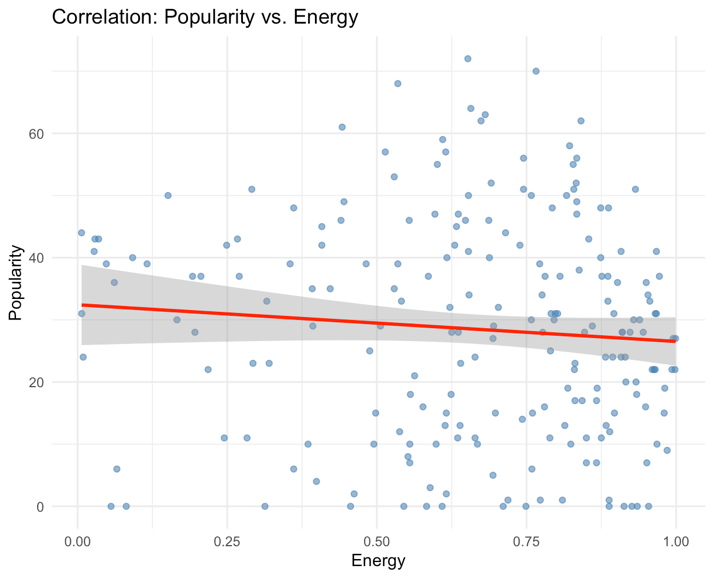 Correlation: Popularity vs. Energy
Popularity
60
40
20
0
0.00 0.25 0.50 0.75 1.00
Energy